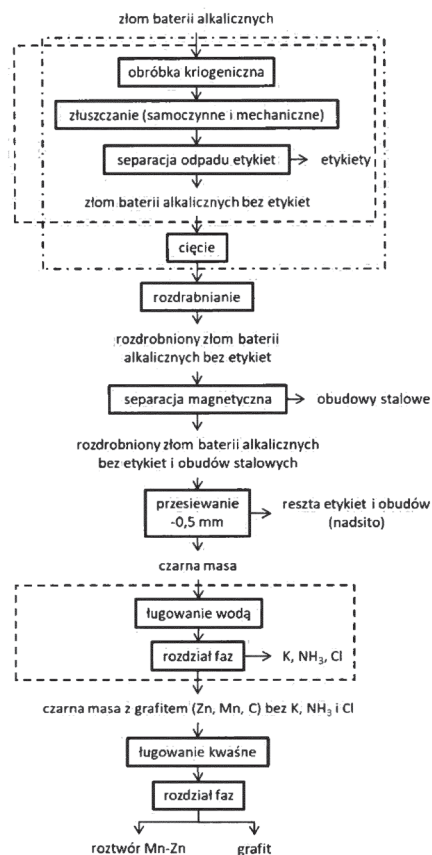 złom baterii alkalicznych
obróbka kriogeniczna
złuszczanie (samoczynne i mechaniczne)
separacja odpadu etykiet
etykiety
złom baterii alkalicznych bez etykiet
cięcie
rozdrabnianie
rozdrobniony złom baterii
alkalicznych bez etykiet
separacja magnetyczna
obudowy stalowe
rozdrobniony złom baterii alkalicznych
bez etykiet i obudów stalowych
przesiewanie
-0,5 mm
reszta etykiet i obudów
(nadsito)
czarna masa
ługowanie wodą
rozdział faz
K, NH₃, Cl
czarna masa z grafitem (Zn, Mn, C) bez K, NH₃ i Cl
ługowanie kwaśne
rozdział faz
roztwór Mn-Zn
grafit